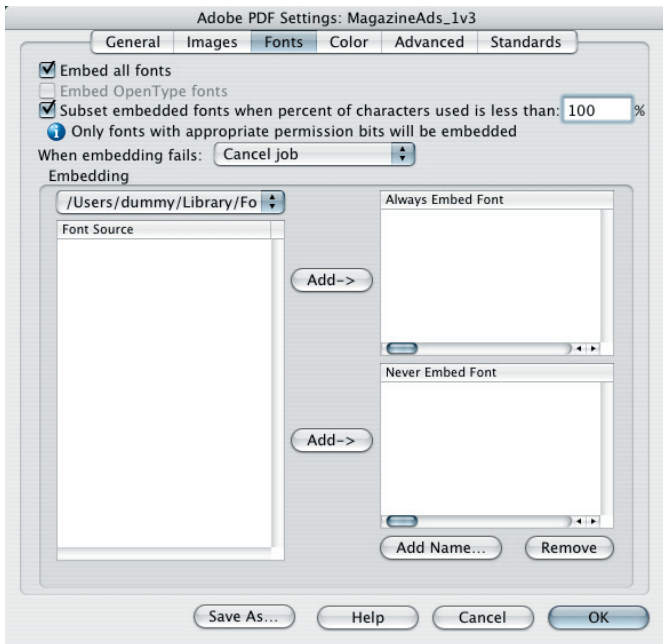 Adobe PDF Settings: MagazineAds_1v3
General Images Fonts Color Advanced Standards
Embed all fonts
Embed OpenType fonts
Subset embedded fonts when percent of characters used is less than: 100 %
Only fonts with appropriate permission bits will be embedded
When embedding fails: Cancel job
Embedding
/Users/dummy/Library/Fo
Font Source
Always Embed Font
Add->
Never Embed Font
Add->
Add Name... Remove
Save As... Help Cancel OK